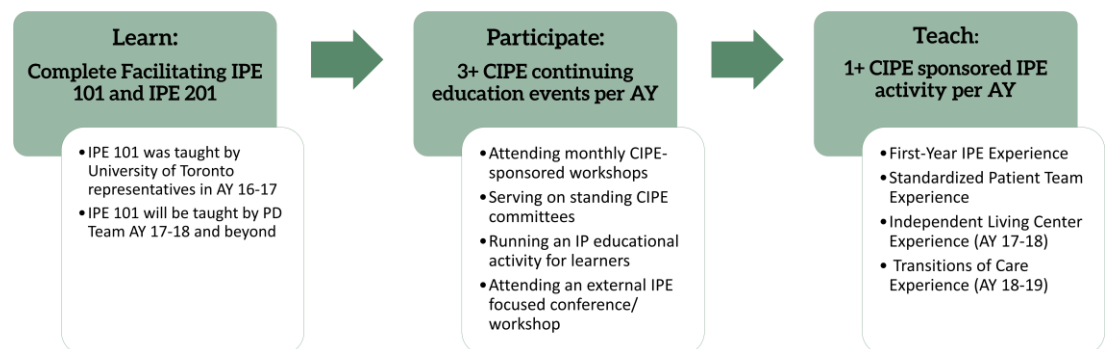 Learn:
Complete Facilitating IPE
101 and IPE 201
• IPE 101 was taught by
University of Toronto
representatives in AY 16-17
• IPE 101 will be taught by PD
Team AY 17-18 and beyond
Participate:
3+ CIPE continuing
education events per AY
• Attending monthly CIPE-
sponsored workshops
• Serving on standing CIPE
committees
• Running an IP educational
activity for learners
• Attending an external IPE
focused conference/
workshop
Teach:
1+ CIPE sponsored IPE
activity per AY
• First-Year IPE Experience
• Standardized Patient Team
Experience
• Independent Living Center
Experience (AY 17-18)
• Transitions of Care
Experience (AY 18-19)